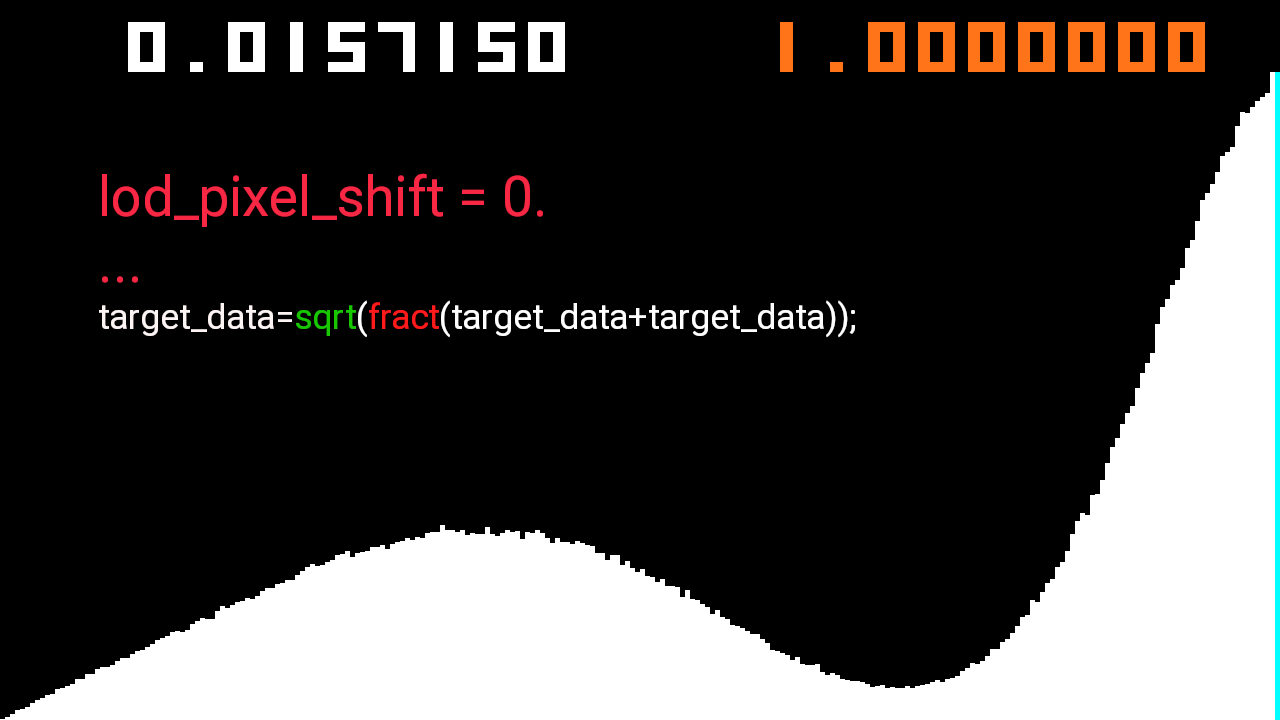 0.0157150 1.0000000
lod_pixel_shift = 0.
...
target_data=sqrt(fract(target_data+target_data));